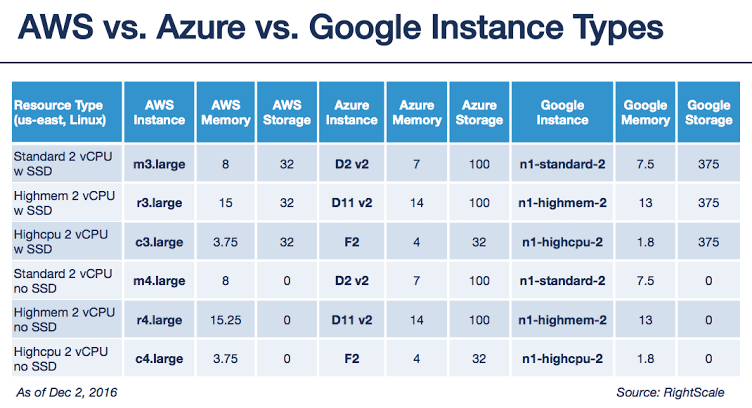 AWS vs. Azure vs. Google Instance Types
Resource Type (us-east, Linux) AWS Instance AWS Memory AWS Storage Azure Instance Azure Memory Azure Storage Google Instance Google Memory Google Storage
Standard 2 vCPU w SSD m3.large 8 32 D2 v2 7 100 n1-standard-2 7.5 375
Highmem 2 vCPU w SSD r3.large 15 32 D11 v2 14 100 n1-highmem-2 13 375
Highcpu 2 vCPU w SSD c3.large 3.75 32 F2 4 32 n1-highcpu-2 1.8 375
Standard 2 vCPU no SSD m4.large 8 0 D2 v2 7 100 n1-standard-2 7.5 0
Highmem 2 vCPU no SSD r4.large 15.25 0 D11 v2 14 100 n1-highmem-2 13 0
Highcpu 2 vCPU no SSD c4.large 3.75 0 F2 4 32 n1-highcpu-2 1.8 0
As of Dec 2, 2016 Source: RightScale